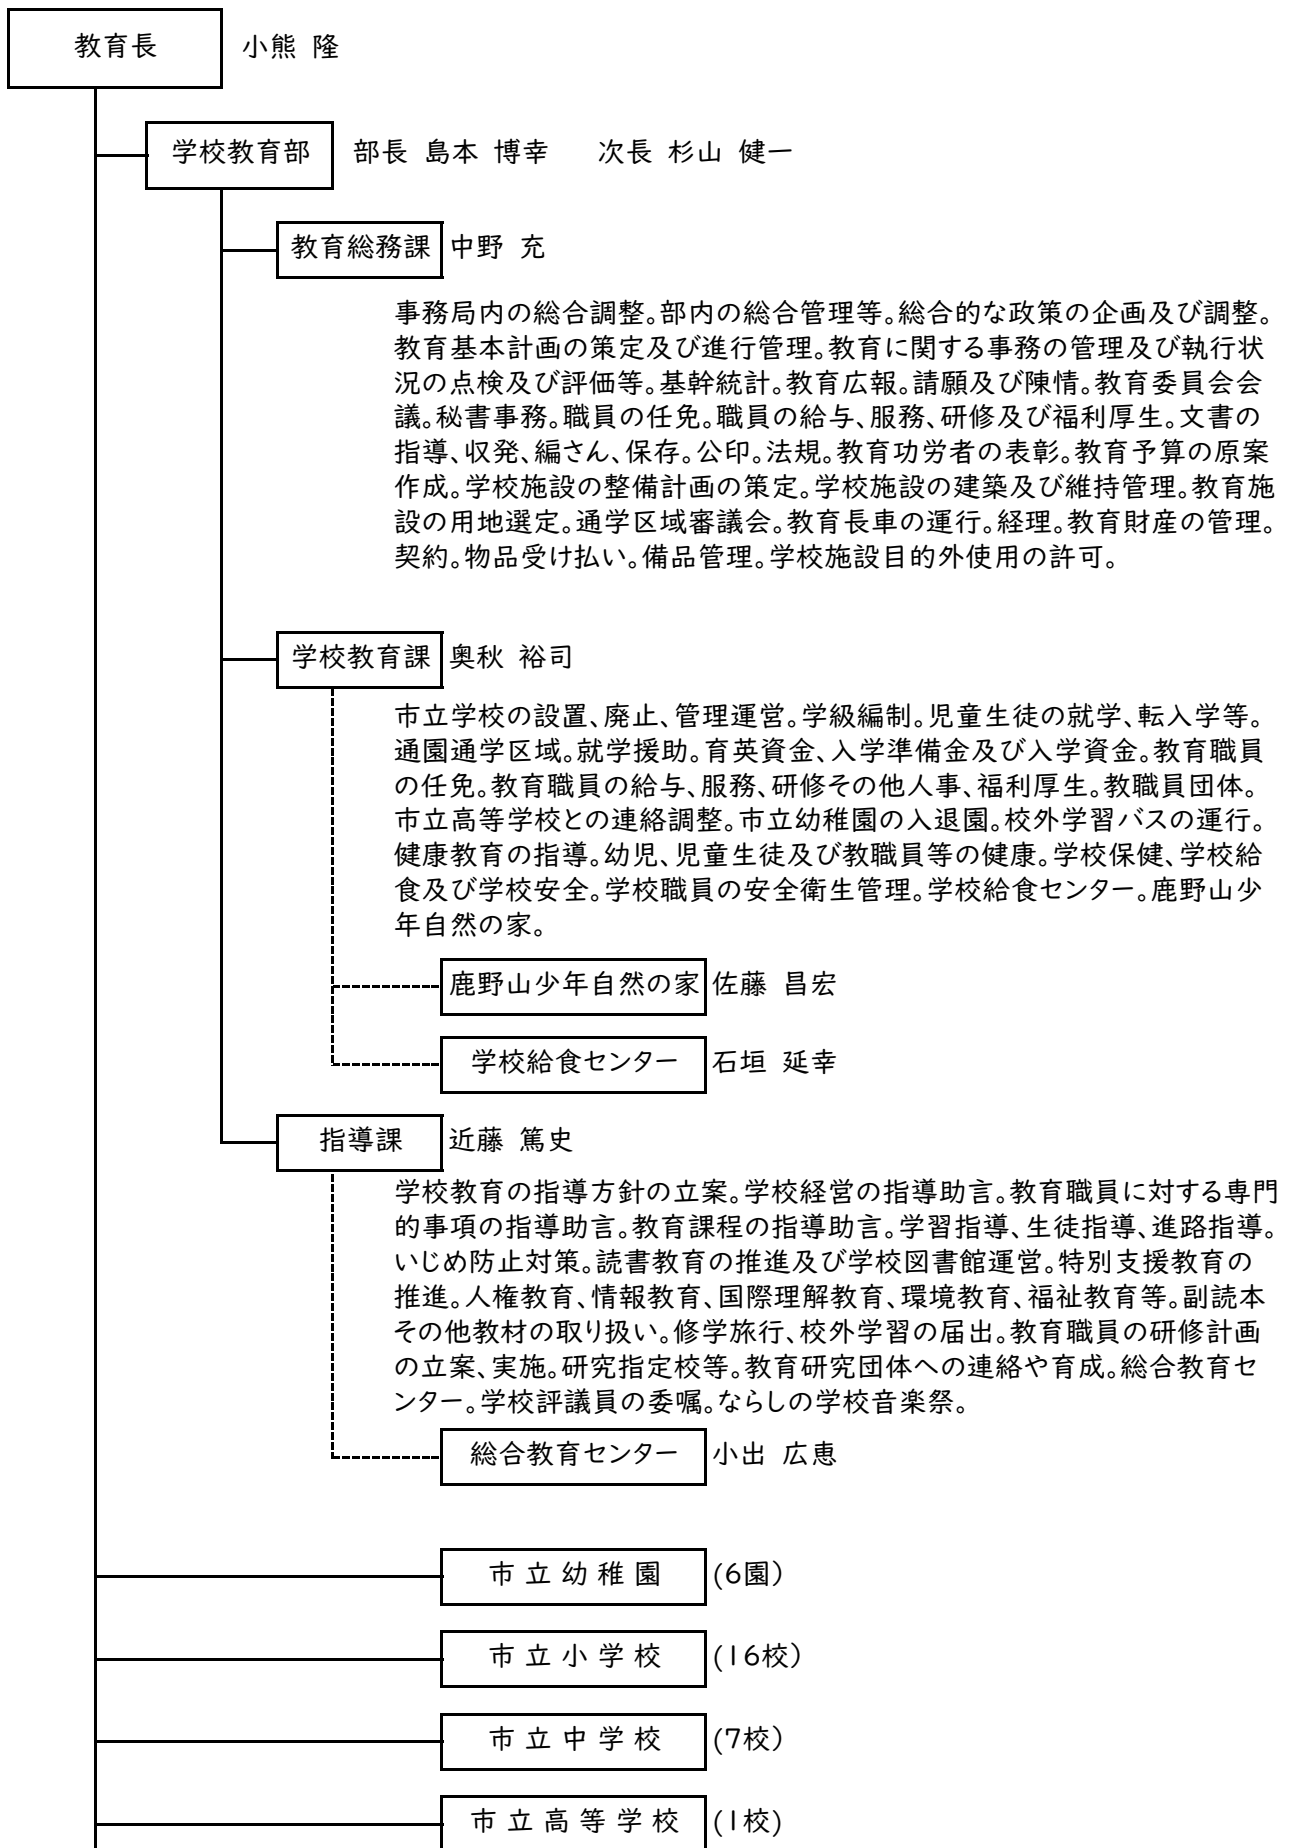 教育長 小熊 隆
学校教育部 部長 島本 博幸 次長 杉山 健一
教育総務課 中野 充
事務局内の総合調整。部内の総合管理等。総合的な政策の企画及び調整。
教育基本計画の策定及び進行管理。教育に関する事務の管理及び執行状
況の点検及び評価等。基幹統計。教育広報。請願及び陳情。教育委員会会
議。秘書事務。職員の任免。職員の給与、服務、研修及び福利厚生。文書の
指導、収発、編さん、保存。公印。法規。教育功労者の表彰。教育予算の原案
作成。学校施設の整備計画の策定。学校施設の建築及び維持管理。教育施
設の用地選定。通学区域審議会。教育長車の運行。経理。教育財産の管理。
契約。物品受け払い。備品管理。学校施設目的外使用の許可。
学校教育課 奥秋 裕司
市立学校の設置、廃止、管理運営。学級編制。児童生徒の就学、転入学等。
通園通学区域。就学援助。育英資金、入学準備金及び入学資金。教育職員
の任免。教育職員の給与、服務、研修その他人事、福利厚生。教職員団体。
市立高等学校との連絡調整。市立幼稚園の入退園。校外学習バスの運行。
健康教育の指導。幼児、児童生徒及び教職員等の健康。学校保健、学校給
食及び学校安全。学校職員の安全衛生管理。学校給食センター。鹿野山少
年自然の家。
鹿野山少年自然の家 佐藤 昌宏
学校給食センター 石垣 延幸
指導課 近藤 篤史
学校教育の指導方針の立案。学校経営の指導助言。教育職員に対する専門
的事項の指導助言。教育課程の指導助言。学習指導、生徒指導、進路指導。
いじめ防止対策。読書教育の推進及び学校図書館運営。特別支援教育の
推進。人権教育、情報教育、国際理解教育、環境教育、福祉教育等。副読本
その他教材の取り扱い。修学旅行、校外学習の届出。教育職員の研修計画
の立案、実施。研究指定校等。教育研究団体への連絡や育成。総合教育セ
ンター。学校評議員の委嘱。ならしの学校音楽祭。
総合教育センター 小出 広恵
市立幼稚園 (6園)
市立小学校 (16校)
市立中学校 (7校)
市立高等学校 (1校)